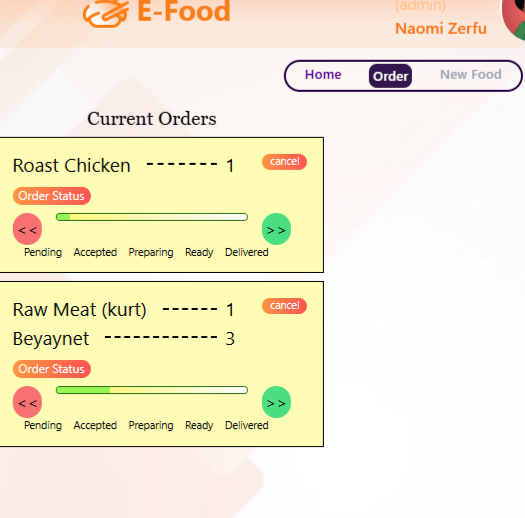 E-Food
(admin)
Naomi Zerfu
Home Order New Food
Current Orders
Roast Chicken ------- 1 cancel
Order Status
<< >>
Pending Accepted Preparing Ready Delivered
Raw Meat (kurt) ------ 1 cancel
Beyaynet ------------ 3
Order Status
<< >>
Pending Accepted Preparing Ready Delivered